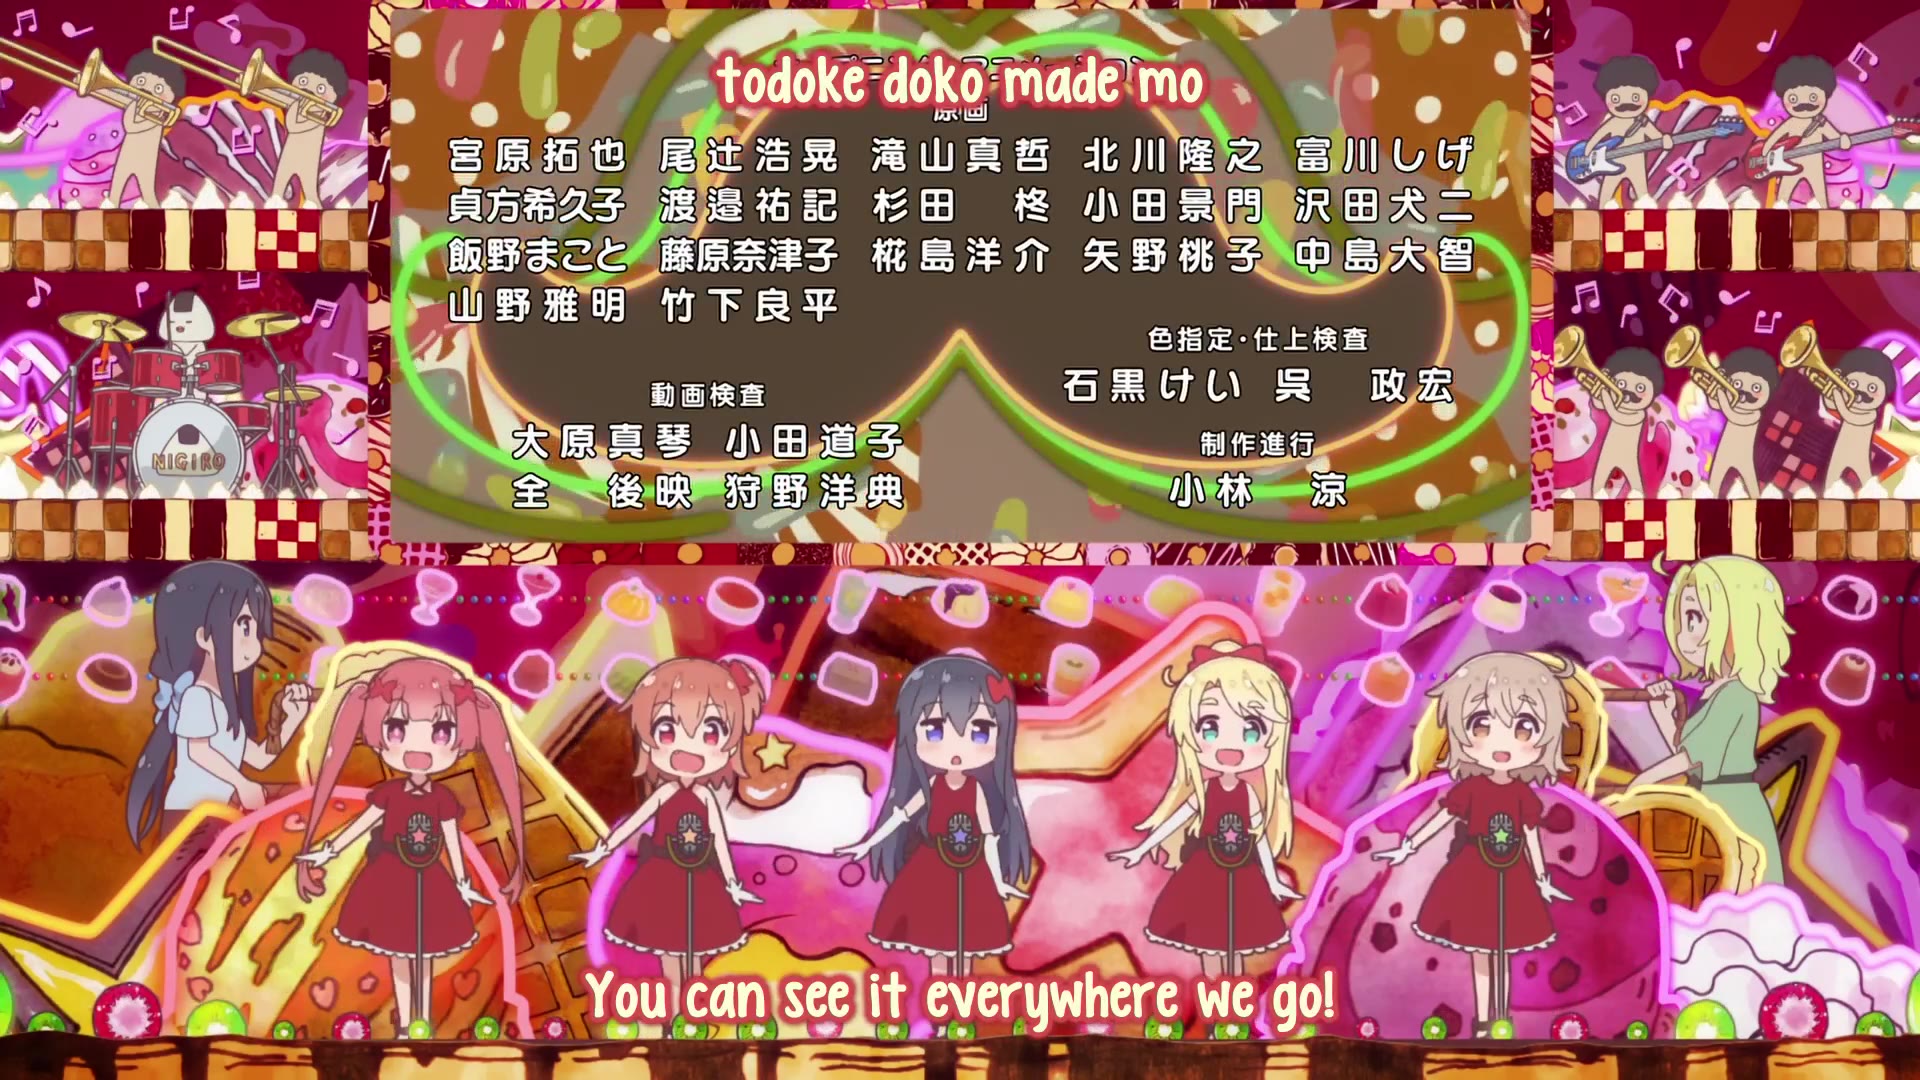 todoke doko made mo
原画
宮原拓也 尾辻浩晃 滝山真哲 北川隆之 富川しげ
貞方希久子 渡邉祐記 杉田 柊 小田景門 沢田犬二
飯野まこと 藤原奈津子 椛島洋介 矢野桃子 中島大智
山野雅明 竹下良平
色指定・仕上検査
石黒けい 呉 政宏
動画検査
大原真琴 小田道子
全 後映 狩野洋典
制作進行
小林 涼
NIGIRO
You can see it everywhere we go!